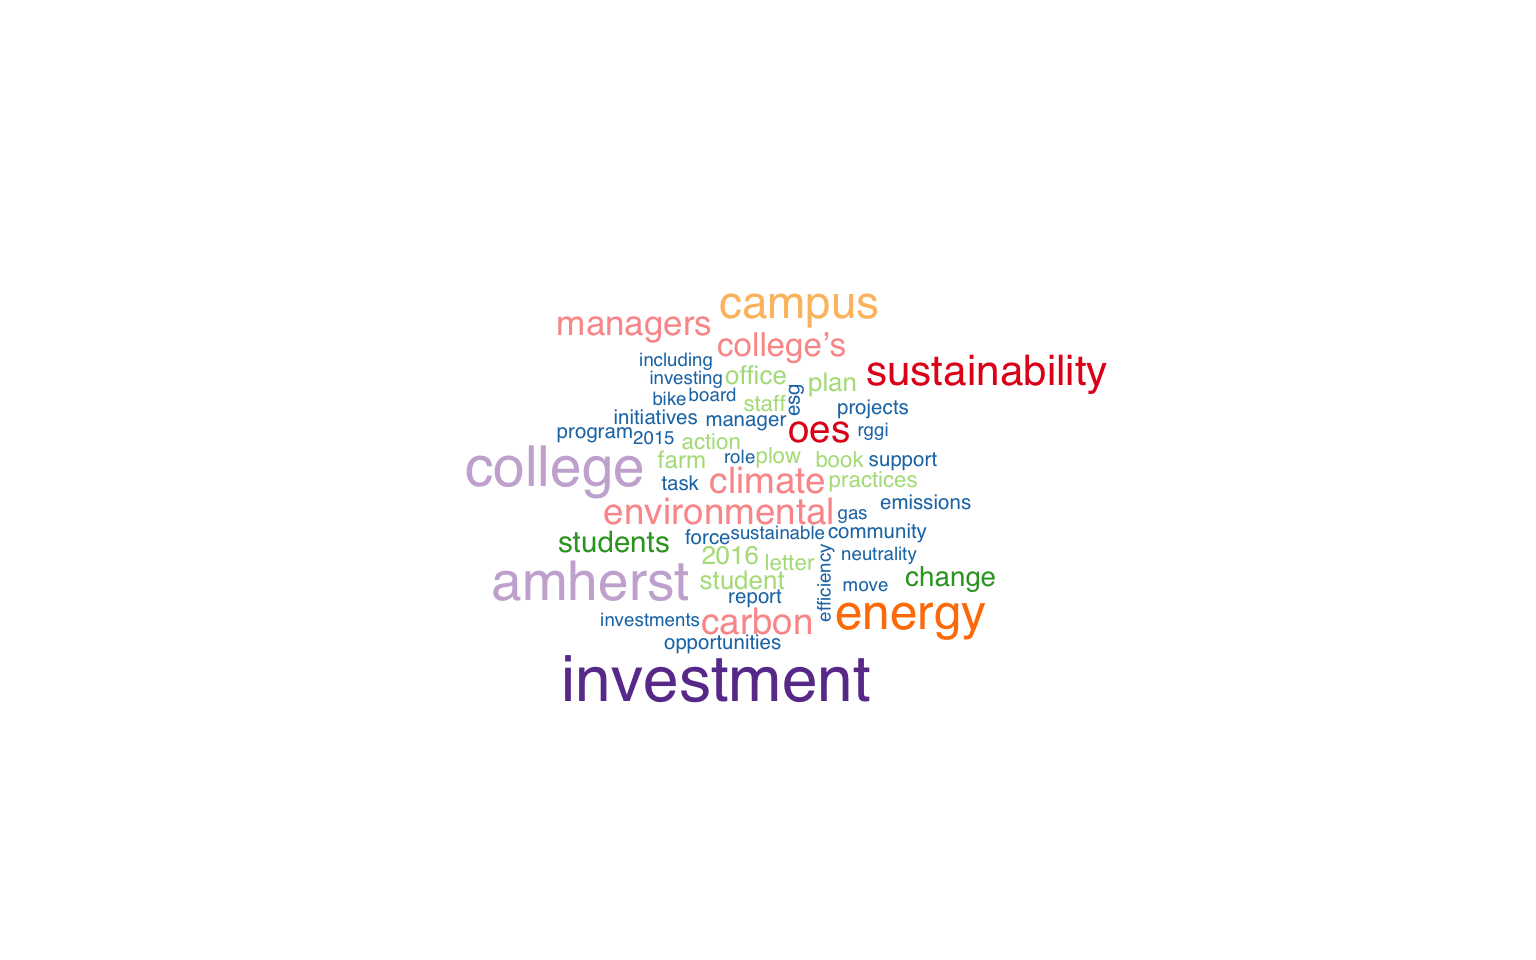 campus
managers
college’s
including
sustainability
investing office
plan
bike board
esg
staff
projects
initiatives manager
oes rggi
program 2015 action
college farm role plow book support
task climate practices
environmental gas emissions
force sustainable community
students 2016 letter efficiency neutrality
amherst student move change
report
investments carbon energy
opportunities
investment